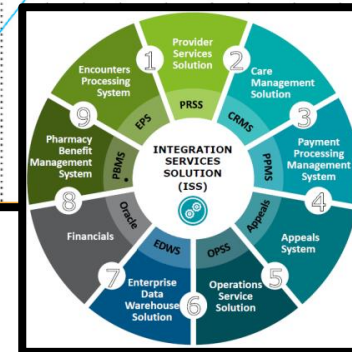 1
Provider
Services
Solution
PRSS
2
Care
Management
Solution
CRMS
3
Payment
Processing
Management
System
PPMS
4
Appeals
System
Appeals
5
Operations
Service
Solution
OPSS
6
Enterprise
Data
Warehouse
Solution
EDWS
7
Financials
Oracle
8
Pharmacy
Benefit
Management
System
PBMS
9
Encounters
Processing
System
EPS
INTEGRATION
SERVICES
SOLUTION
(ISS)